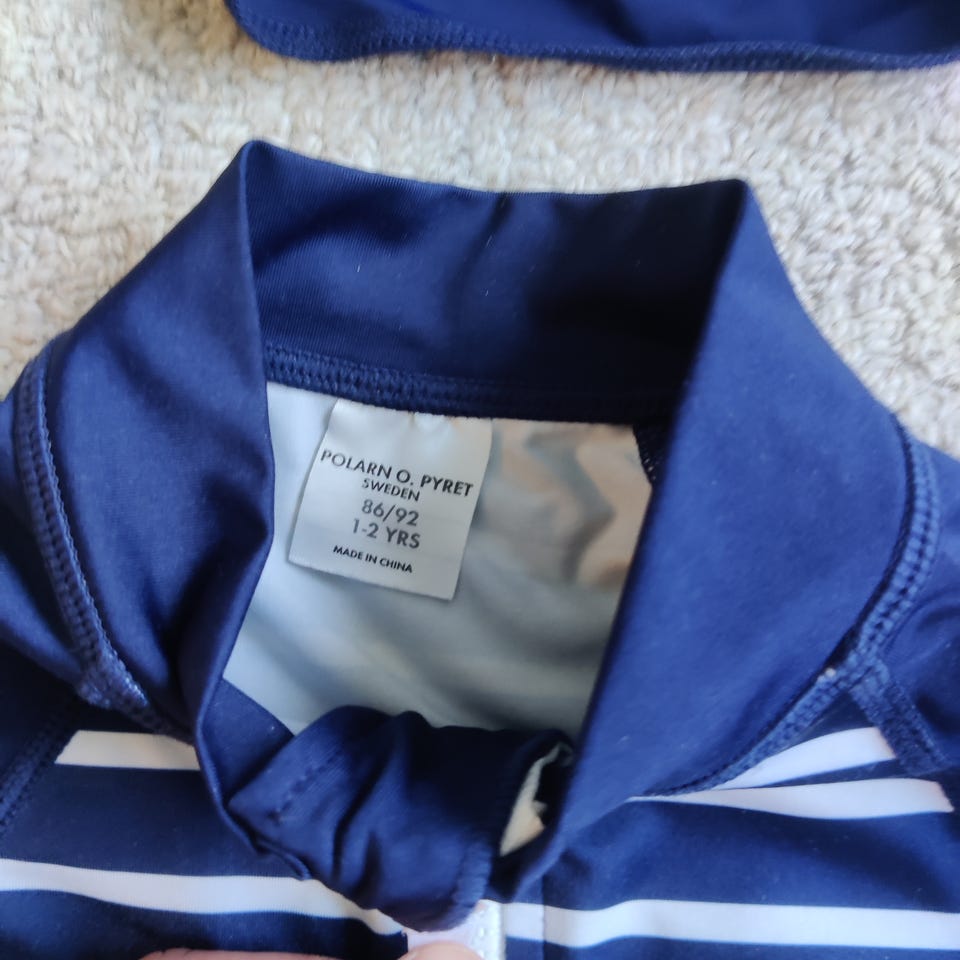 POLARN O. PYRET
SWEDEN
86/92
1-2 YRS
MADE IN CHINA